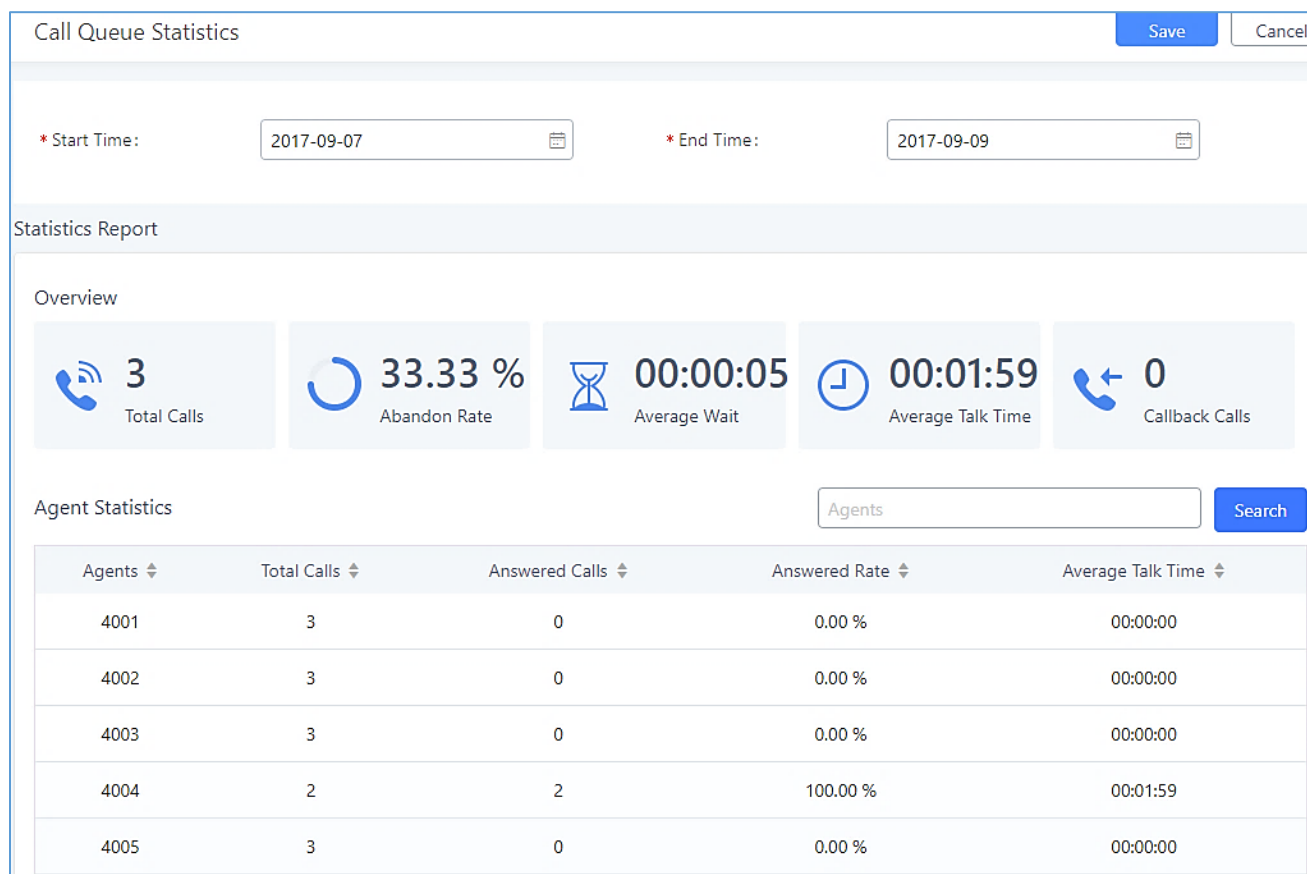 Call Queue Statistics Save Cancel
* Start Time: 2017-09-07 * End Time: 2017-09-09
Statistics Report
Overview
3 33.33 % 00:00:05 00:01:59 0
Total Calls Abandon Rate Average Wait Average Talk Time Callback Calls
Agent Statistics Agents Search
Agents Total Calls Answered Calls Answered Rate Average Talk Time
4001 3 0 0.00 % 00:00:00
4002 3 0 0.00 % 00:00:00
4003 3 0 0.00 % 00:00:00
4004 2 2 100.00 % 00:01:59
4005 3 0 0.00 % 00:00:00